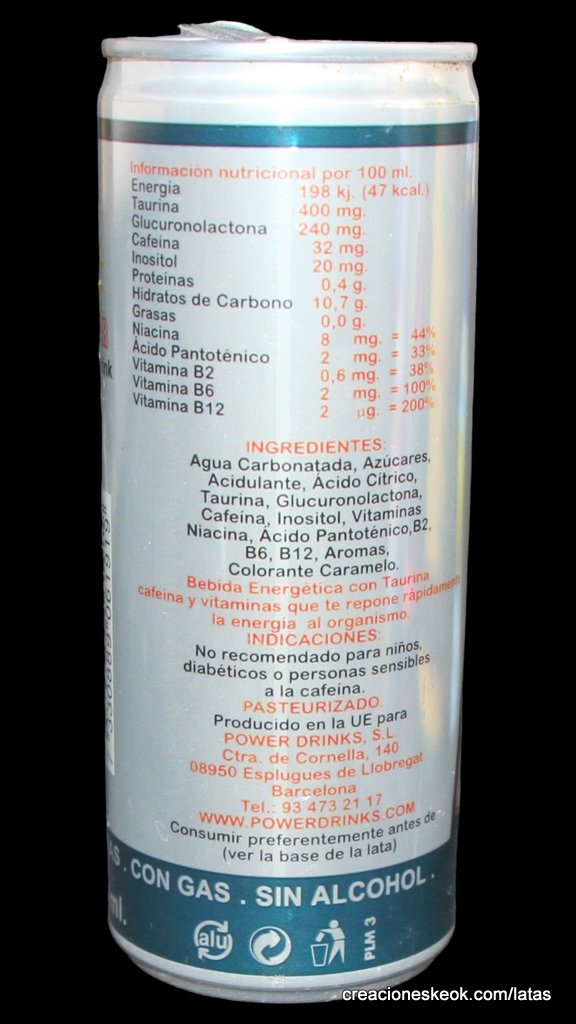 Información nutricional por 100 ml.
Energía 198 kj. (47 kcal.)
Taurina 400 mg.
Glucuronolactona 240 mg.
Cafeína 32 mg.
Inositol 20 mg.
Proteinas 0,4 g.
Hidratos de Carbono 10,7 g.
Grasas 0,0 g.
Niacina 8 mg. = 44%
Ácido Pantoténico 2 mg. = 33%
Vitamina B2 0,6 mg. = 38%
Vitamina B6 2 mg. = 100%
Vitamina B12 2 µg. = 200%
INGREDIENTES:
Agua Carbonatada, Azúcares,
Acidulante, Ácido Cítrico,
Taurina, Glucuronolactona,
Cafeína, Inositol, Vitaminas
Niacina, Ácido Pantoténico,B2,
B6, B12, Aromas,
Colorante Caramelo.
Bebida Energética con Taurina
cafeina y vitaminas que te repone rápidamente
la energía al organismo.
INDICACIONES:
No recomendado para niños,
diabéticos o personas sensibles
a la cafeína.
PASTEURIZADO.
Producido en la UE para
POWER DRINKS, S.L.
Ctra. de Cornella, 140
08950 Esplugues de Llobregat
Barcelona
Tel.: 93 473 21 17
WWW.POWERDRINKS.COM
Consumir preferentemente antes de
(ver la base de la lata)
. CON GAS . SIN ALCOHOL .
ml.
alu
PLM 3
creacioneskeok.com/latas